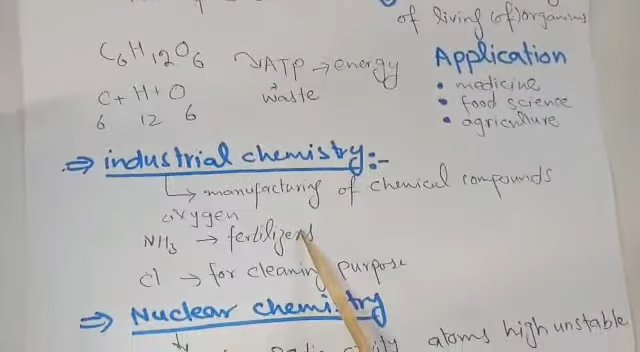 of living (of) organisms
C6H12O6 → ATP → energy
+
waste
C + H + O
6 12 6
Application
• medicine
• food science
• agriculture
⇒ industrial chemistry:-
↳ manufacturing of chemical compounds
oxygen
NH3 → fertilizers
Cl → for cleaning purpose
⇒ Nuclear chemistry
atoms high unstable